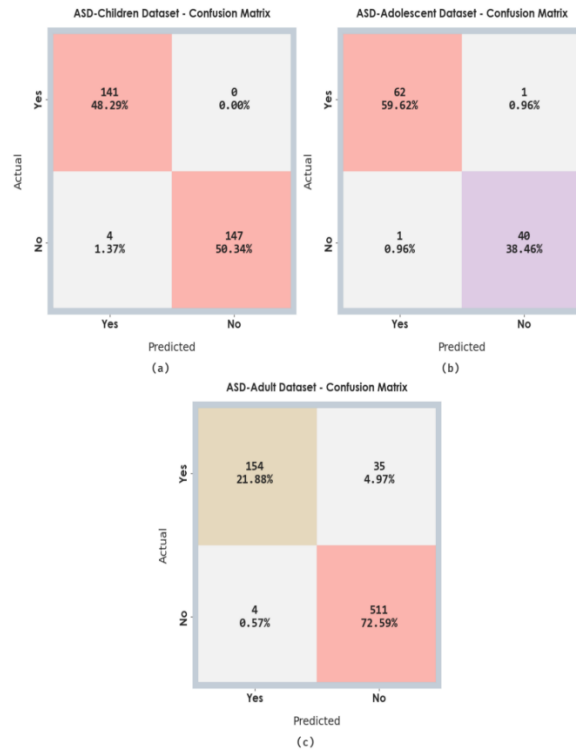 ASD-Children Dataset - Confusion Matrix
Actual
Yes
No
141
48.29%
0
0.00%
4
1.37%
147
50.34%
Yes
No
Predicted
(a)
ASD-Adolescent Dataset - Confusion Matrix
Actual
Yes
No
62
59.62%
1
0.96%
1
0.96%
40
38.46%
Yes
No
Predicted
(b)
ASD-Adult Dataset - Confusion Matrix
Actual
Yes
No
154
21.88%
35
4.97%
4
0.57%
511
72.59%
Yes
No
Predicted
(c)